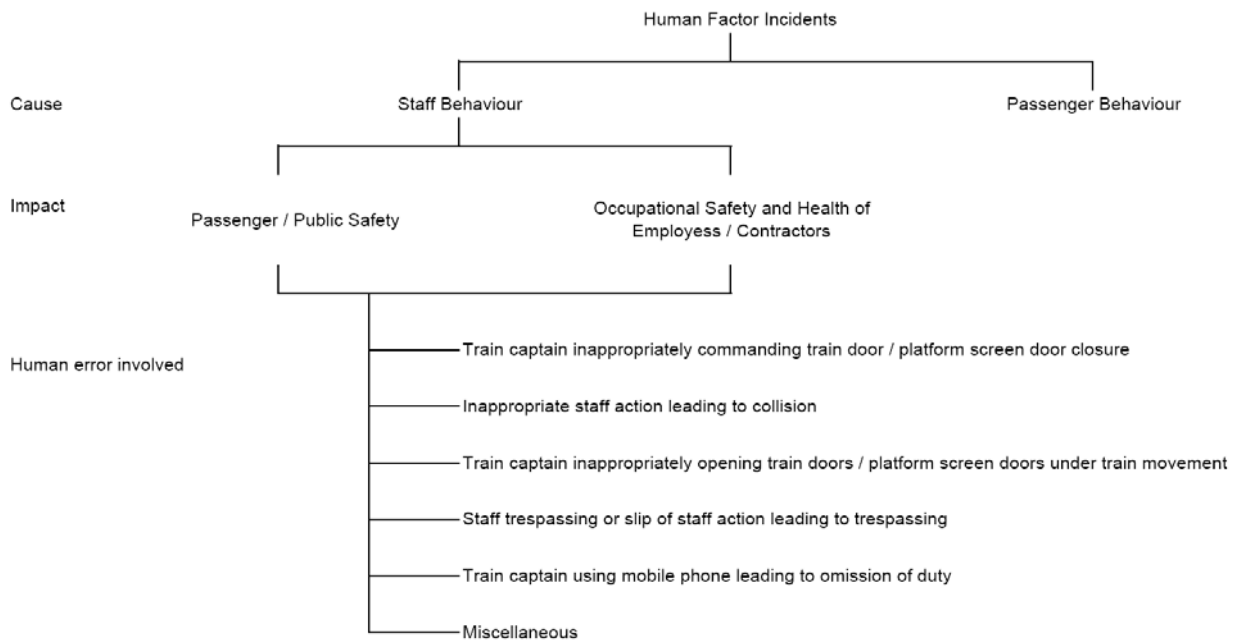 Human Factor Incidents
Cause
Staff Behaviour
Passenger Behaviour
Impact
Passenger / Public Safety
Occupational Safety and Health of
Employess / Contractors
Human error involved
Train captain inappropriately commanding train door / platform screen door closure
Inappropriate staff action leading to collision
Train captain inappropriately opening train doors / platform screen doors under train movement
Staff trespassing or slip of staff action leading to trespassing
Train captain using mobile phone leading to omission of duty
Miscellaneous